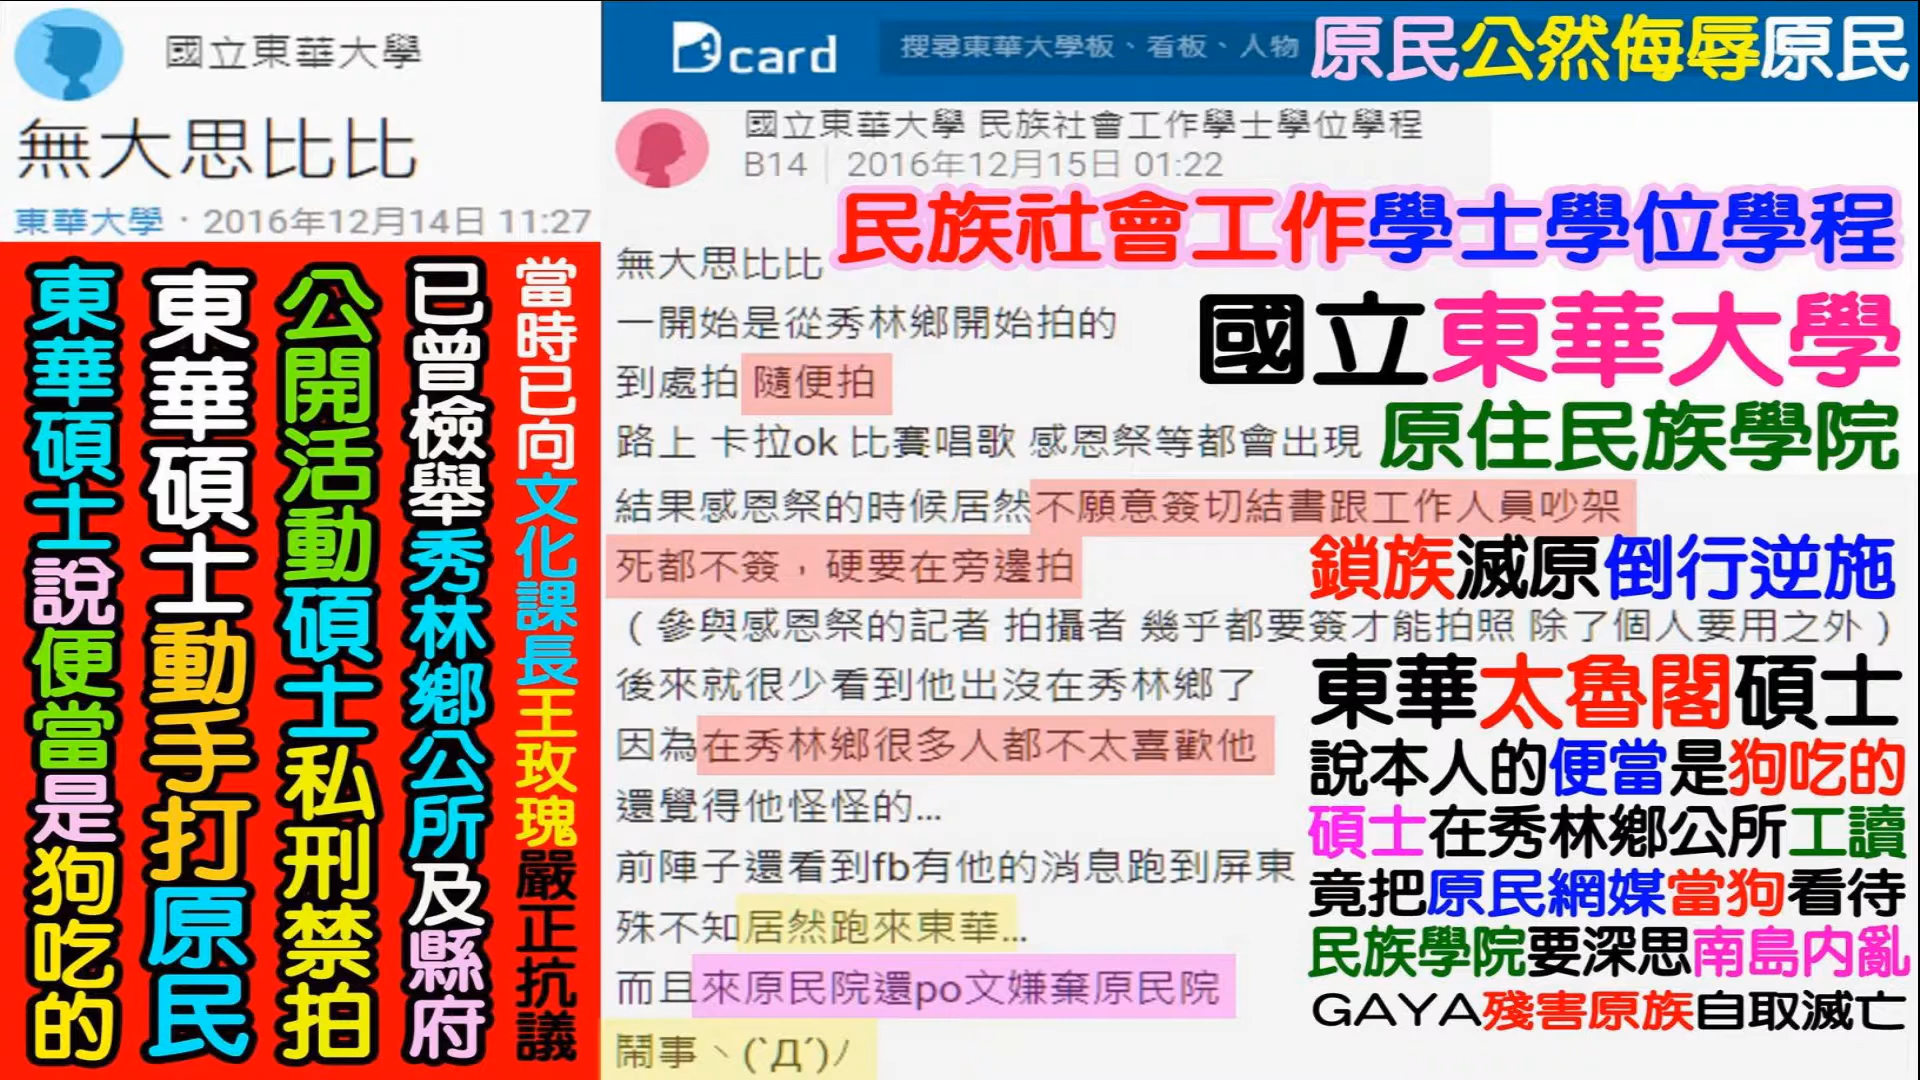 國立東華大學
無大思比比
東華大學・2016年12月14日 11:27
當時已向文化課長王玫瑰嚴正抗議
已曾檢舉秀林鄉公所及縣府
公開活動碩士私刑禁拍
東華碩士動手打原民
東華碩士說便當是狗吃的
Dcard
搜尋東華大學板、看板、人物
原民公然侮辱原民
國立東華大學 民族社會工作學士學位學程
B14 | 2016年12月15日 01:22
民族社會工作學士學位學程
國立東華大學
原住民族學院
無大思比比
一開始是從秀林鄉開始拍的
到處拍 隨便拍
路上 卡拉ok 比賽唱歌 感恩祭等都會出現
結果感恩祭的時候居然不願意簽切結書跟工作人員吵架
死都不簽，硬要在旁邊拍
（參與感恩祭的記者 拍攝者 幾乎都要簽才能拍照 除了個人要用之外）
後來就很少看到他出沒在秀林鄉了
因為在秀林鄉很多人都不太喜歡他
還覺得他怪怪的...
前陣子還看到fb有他的消息跑到屏東
殊不知居然跑來東華...
而且來原民院還po文嫌棄原民院
鬧事ヽ(`Д´)ﾉ
鎖族滅原倒行逆施
東華太魯閣碩士
說本人的便當是狗吃的
碩士在秀林鄉公所工讀
竟把原民網媒當狗看待
民族學院要深思南島內亂
GAYA殘害原族自取滅亡